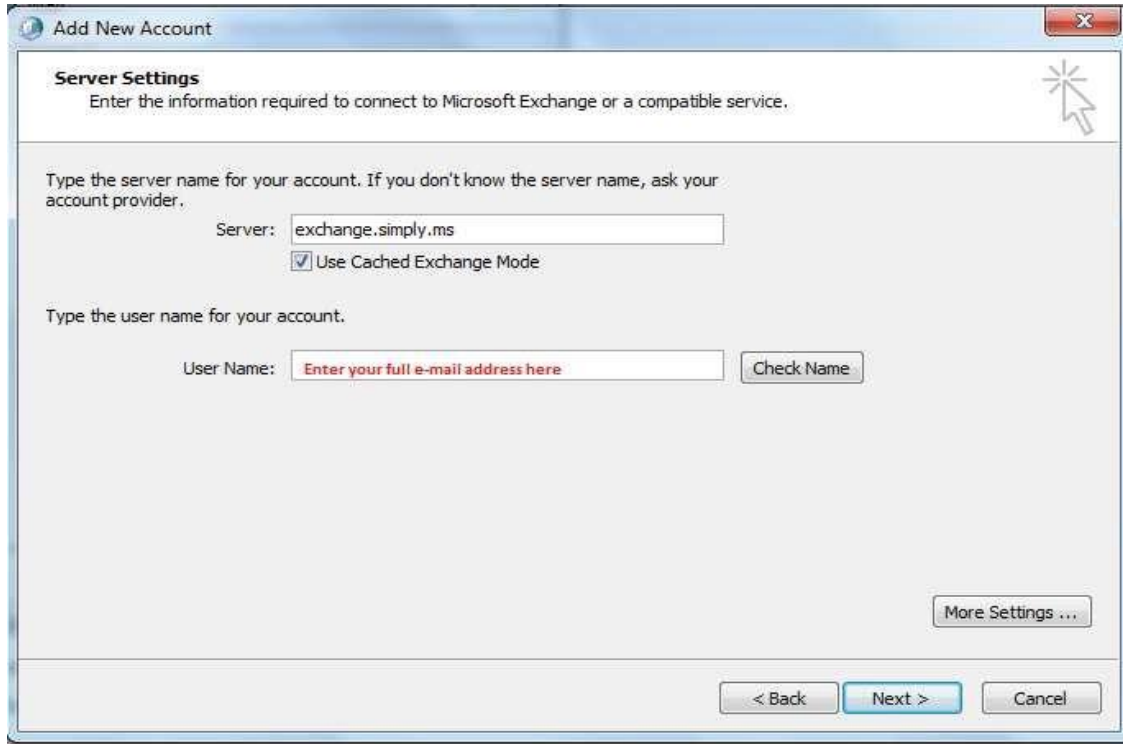 Add New Account
Server Settings
Enter the information required to connect to Microsoft Exchange or a compatible service.
Type the server name for your account. If you don't know the server name, ask your
account provider.
Server: exchange.simply.ms
Use Cached Exchange Mode
Type the user name for your account.
User Name: Enter your full e-mail address here Check Name
More Settings ...
< Back Next > Cancel